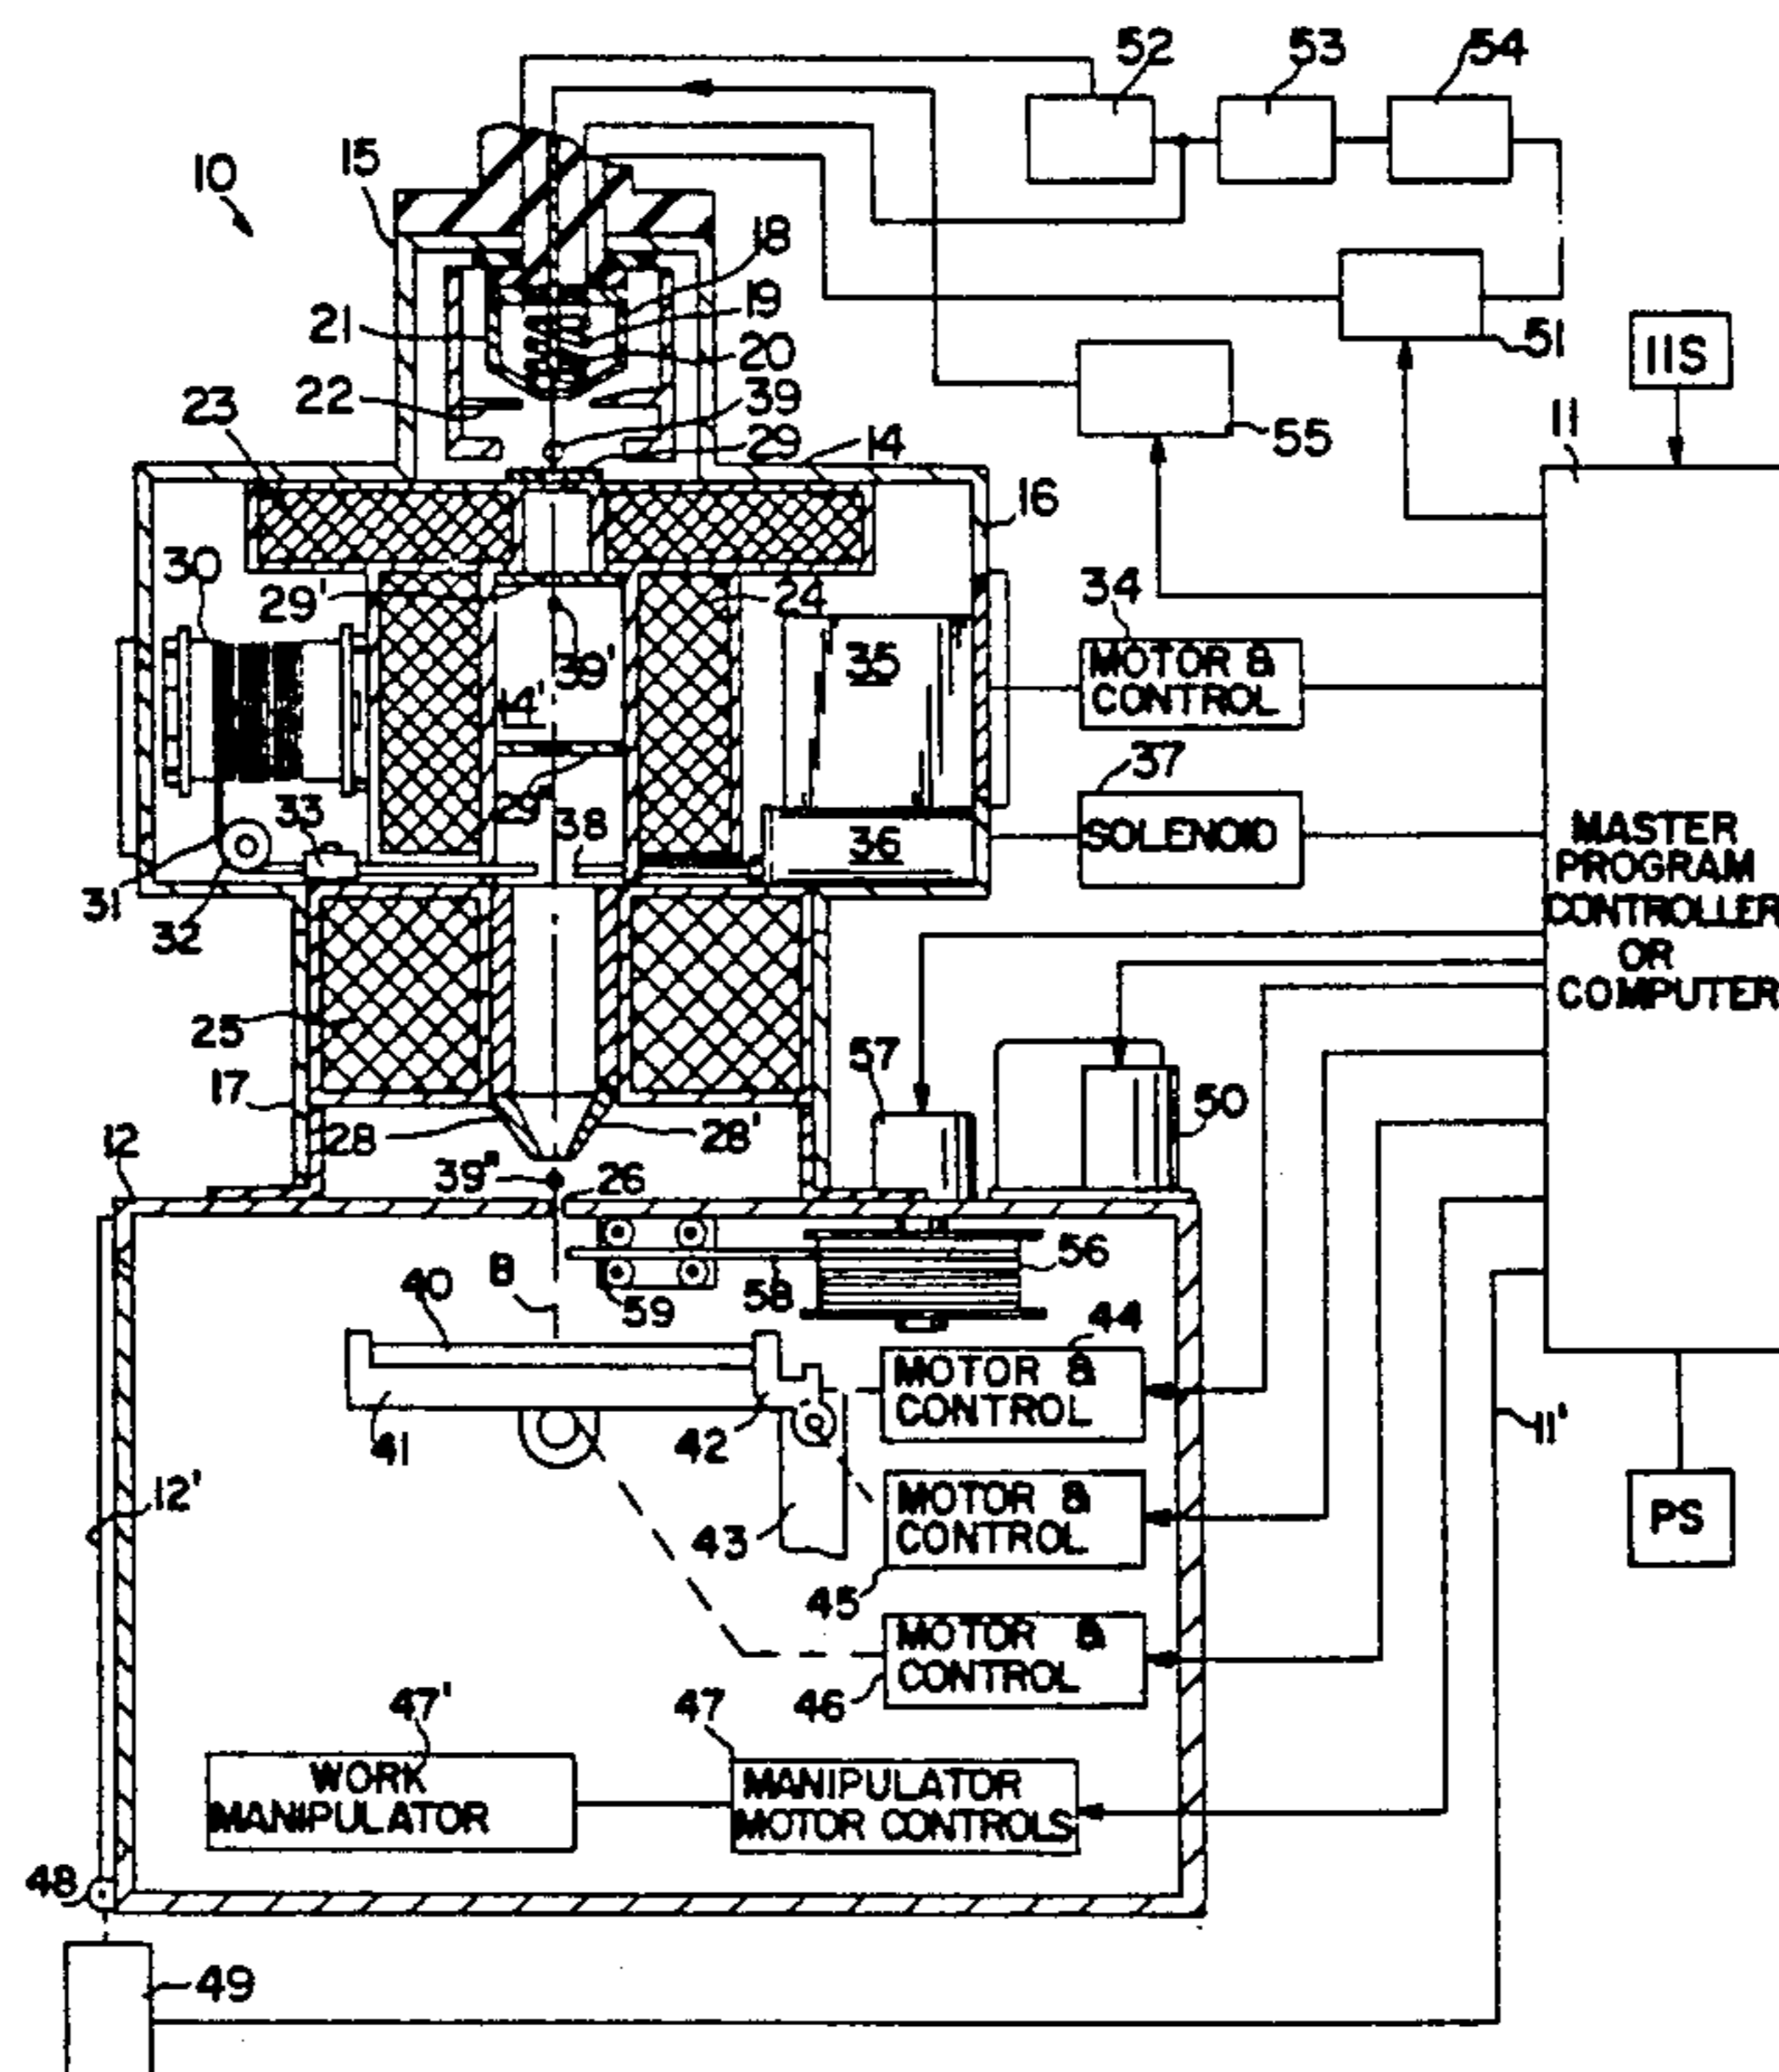 52
53
54
10
15
18
19
21
20
51
11S
22
39
23
29
14
55
11
16
30
29'
24
34
39'
35
MOTOR &
CONTROL
14'
37
29"
33
38
36
SOLENOID
MASTER
PROGRAM
CONTROLLER
OR
COMPUTER
31
32
25
57
17
50
28
28'
12
39"
26
B
56
40
59
58
44
MOTOR &
CONTROL
41
42
11'
12'
MOTOR &
CONTROL
43
PS
45
MOTOR &
CONTROL
46
47'
47
WORK
MANIPULATOR
MANIPULATOR
MOTOR CONTROLS
48
49